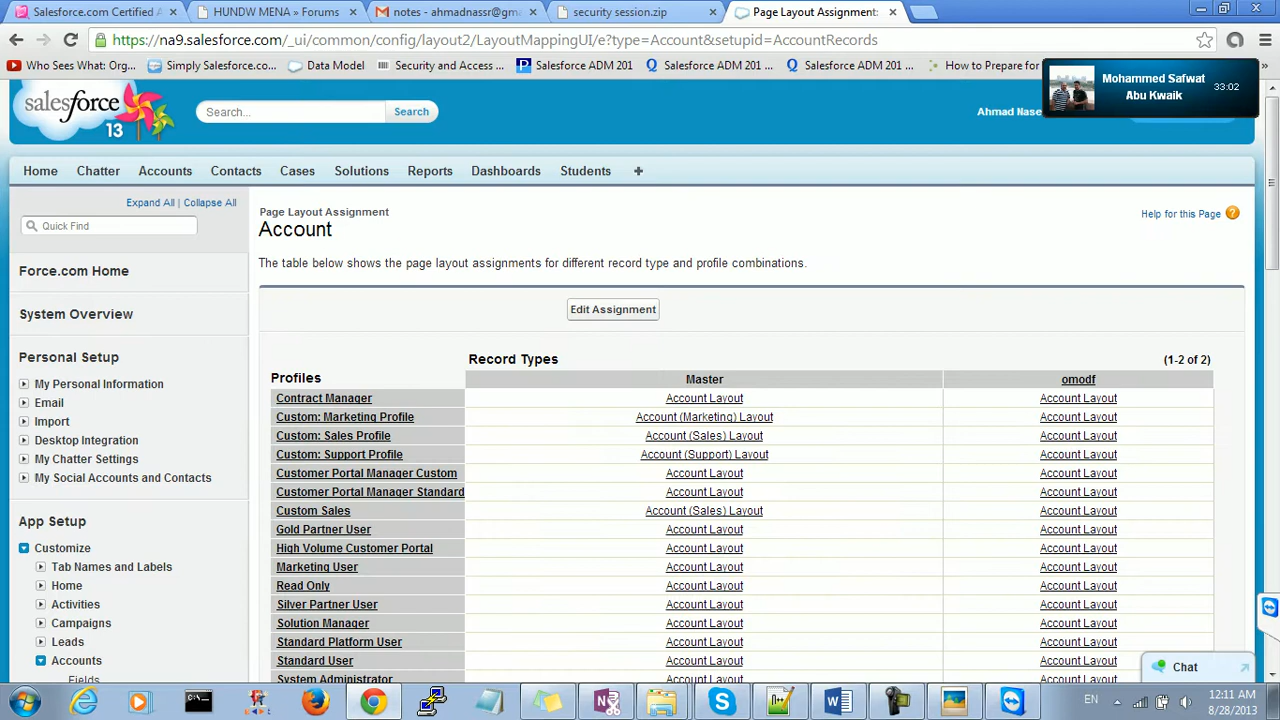 Salesforce.com Certified A
HUNDW MENA » Forums
notes - ahmadnassr@gm
security session.zip
Page Layout Assignment:
https://na9.salesforce.com/_ui/common/config/layout2/LayoutMappingUI/e?type=Account&setupid=AccountRecords
Who Sees What: Org...
Simply Salesforce.co...
Data Model
Security and Access ...
Salesforce ADM 201
Salesforce ADM 201 ...
Salesforce ADM 201 ...
How to Prepare for
Mohammed Safwat
Abu Kwaik
33:02
salesforce
13
Search...
Search
Ahmad Nase
Home
Chatter
Accounts
Contacts
Cases
Solutions
Reports
Dashboards
Students
+
Expand All | Collapse All
Quick Find
Force.com Home
System Overview
Personal Setup
My Personal Information
Email
Import
Desktop Integration
My Chatter Settings
My Social Accounts and Contacts
App Setup
Customize
Tab Names and Labels
Home
Activities
Campaigns
Leads
Accounts
Fields
Page Layout Assignment
Account
Help for this Page
The table below shows the page layout assignments for different record type and profile combinations.
Edit Assignment
Record Types
(1-2 of 2)
Profiles
Master
omodf
Contract Manager Account Layout Account Layout
Custom: Marketing Profile Account (Marketing) Layout Account Layout
Custom: Sales Profile Account (Sales) Layout Account Layout
Custom: Support Profile Account (Support) Layout Account Layout
Customer Portal Manager Custom Account Layout Account Layout
Customer Portal Manager Standard Account Layout Account Layout
Custom Sales Account (Sales) Layout Account Layout
Gold Partner User Account Layout Account Layout
High Volume Customer Portal Account Layout Account Layout
Marketing User Account Layout Account Layout
Read Only Account Layout Account Layout
Silver Partner User Account Layout Account Layout
Solution Manager Account Layout Account Layout
Standard Platform User Account Layout Account Layout
Standard User Account Layout Account Layout
System Administrator Account Layout Account Layout
Chat
EN
12:11 AM
8/28/2013